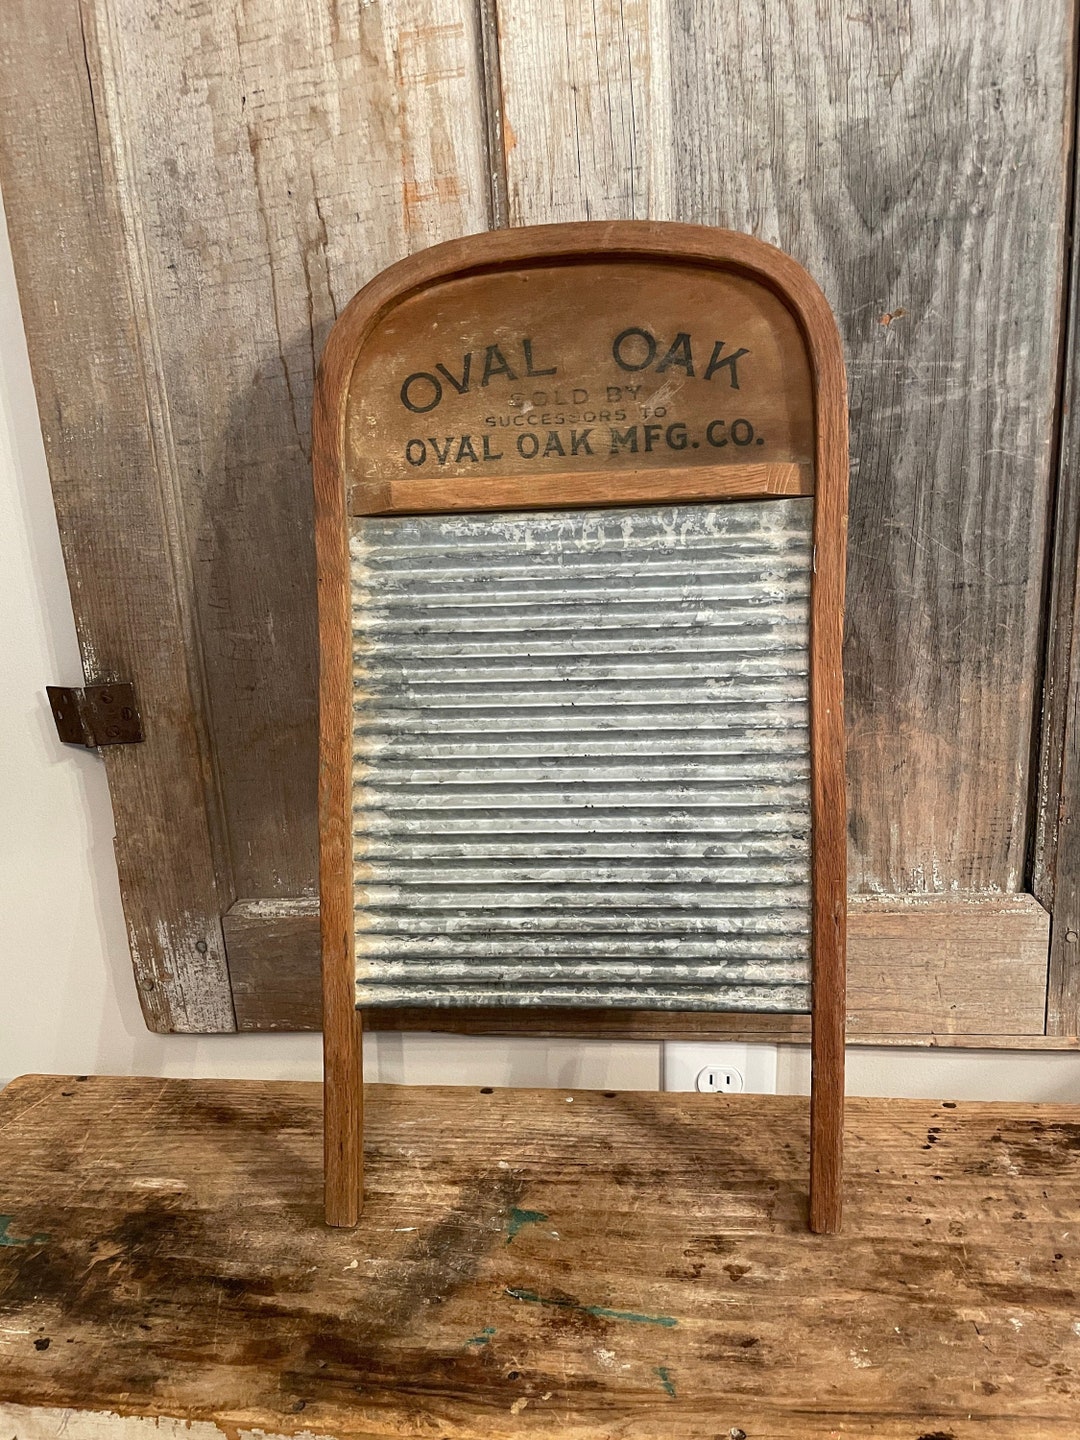 OVAL OAK
SOLD BY
SUCCESSORS TO
OVAL OAK MFG. CO.